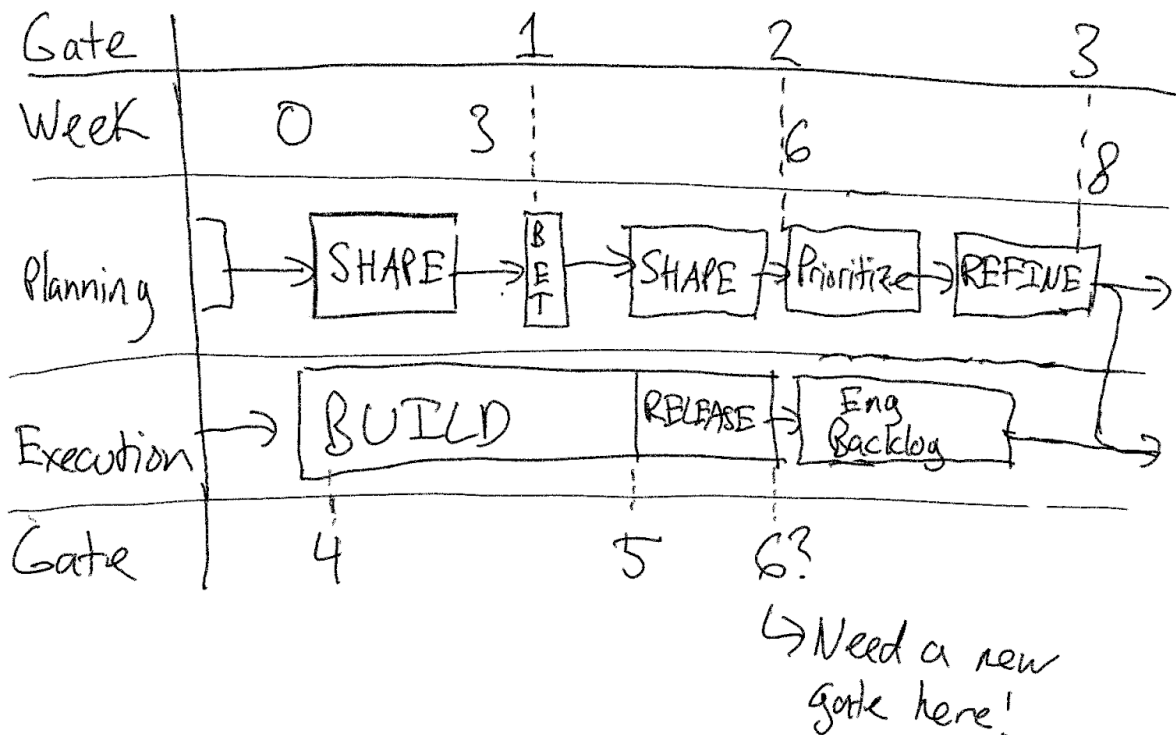 Gate 1 2 3
Week 0 3 6 8
Planning SHAPE BET SHAPE Prioritize REFINE
Execution BUILD RELEASE Eng
Backlog
Gate 4 5 6?
↳ Need a new
gate here!